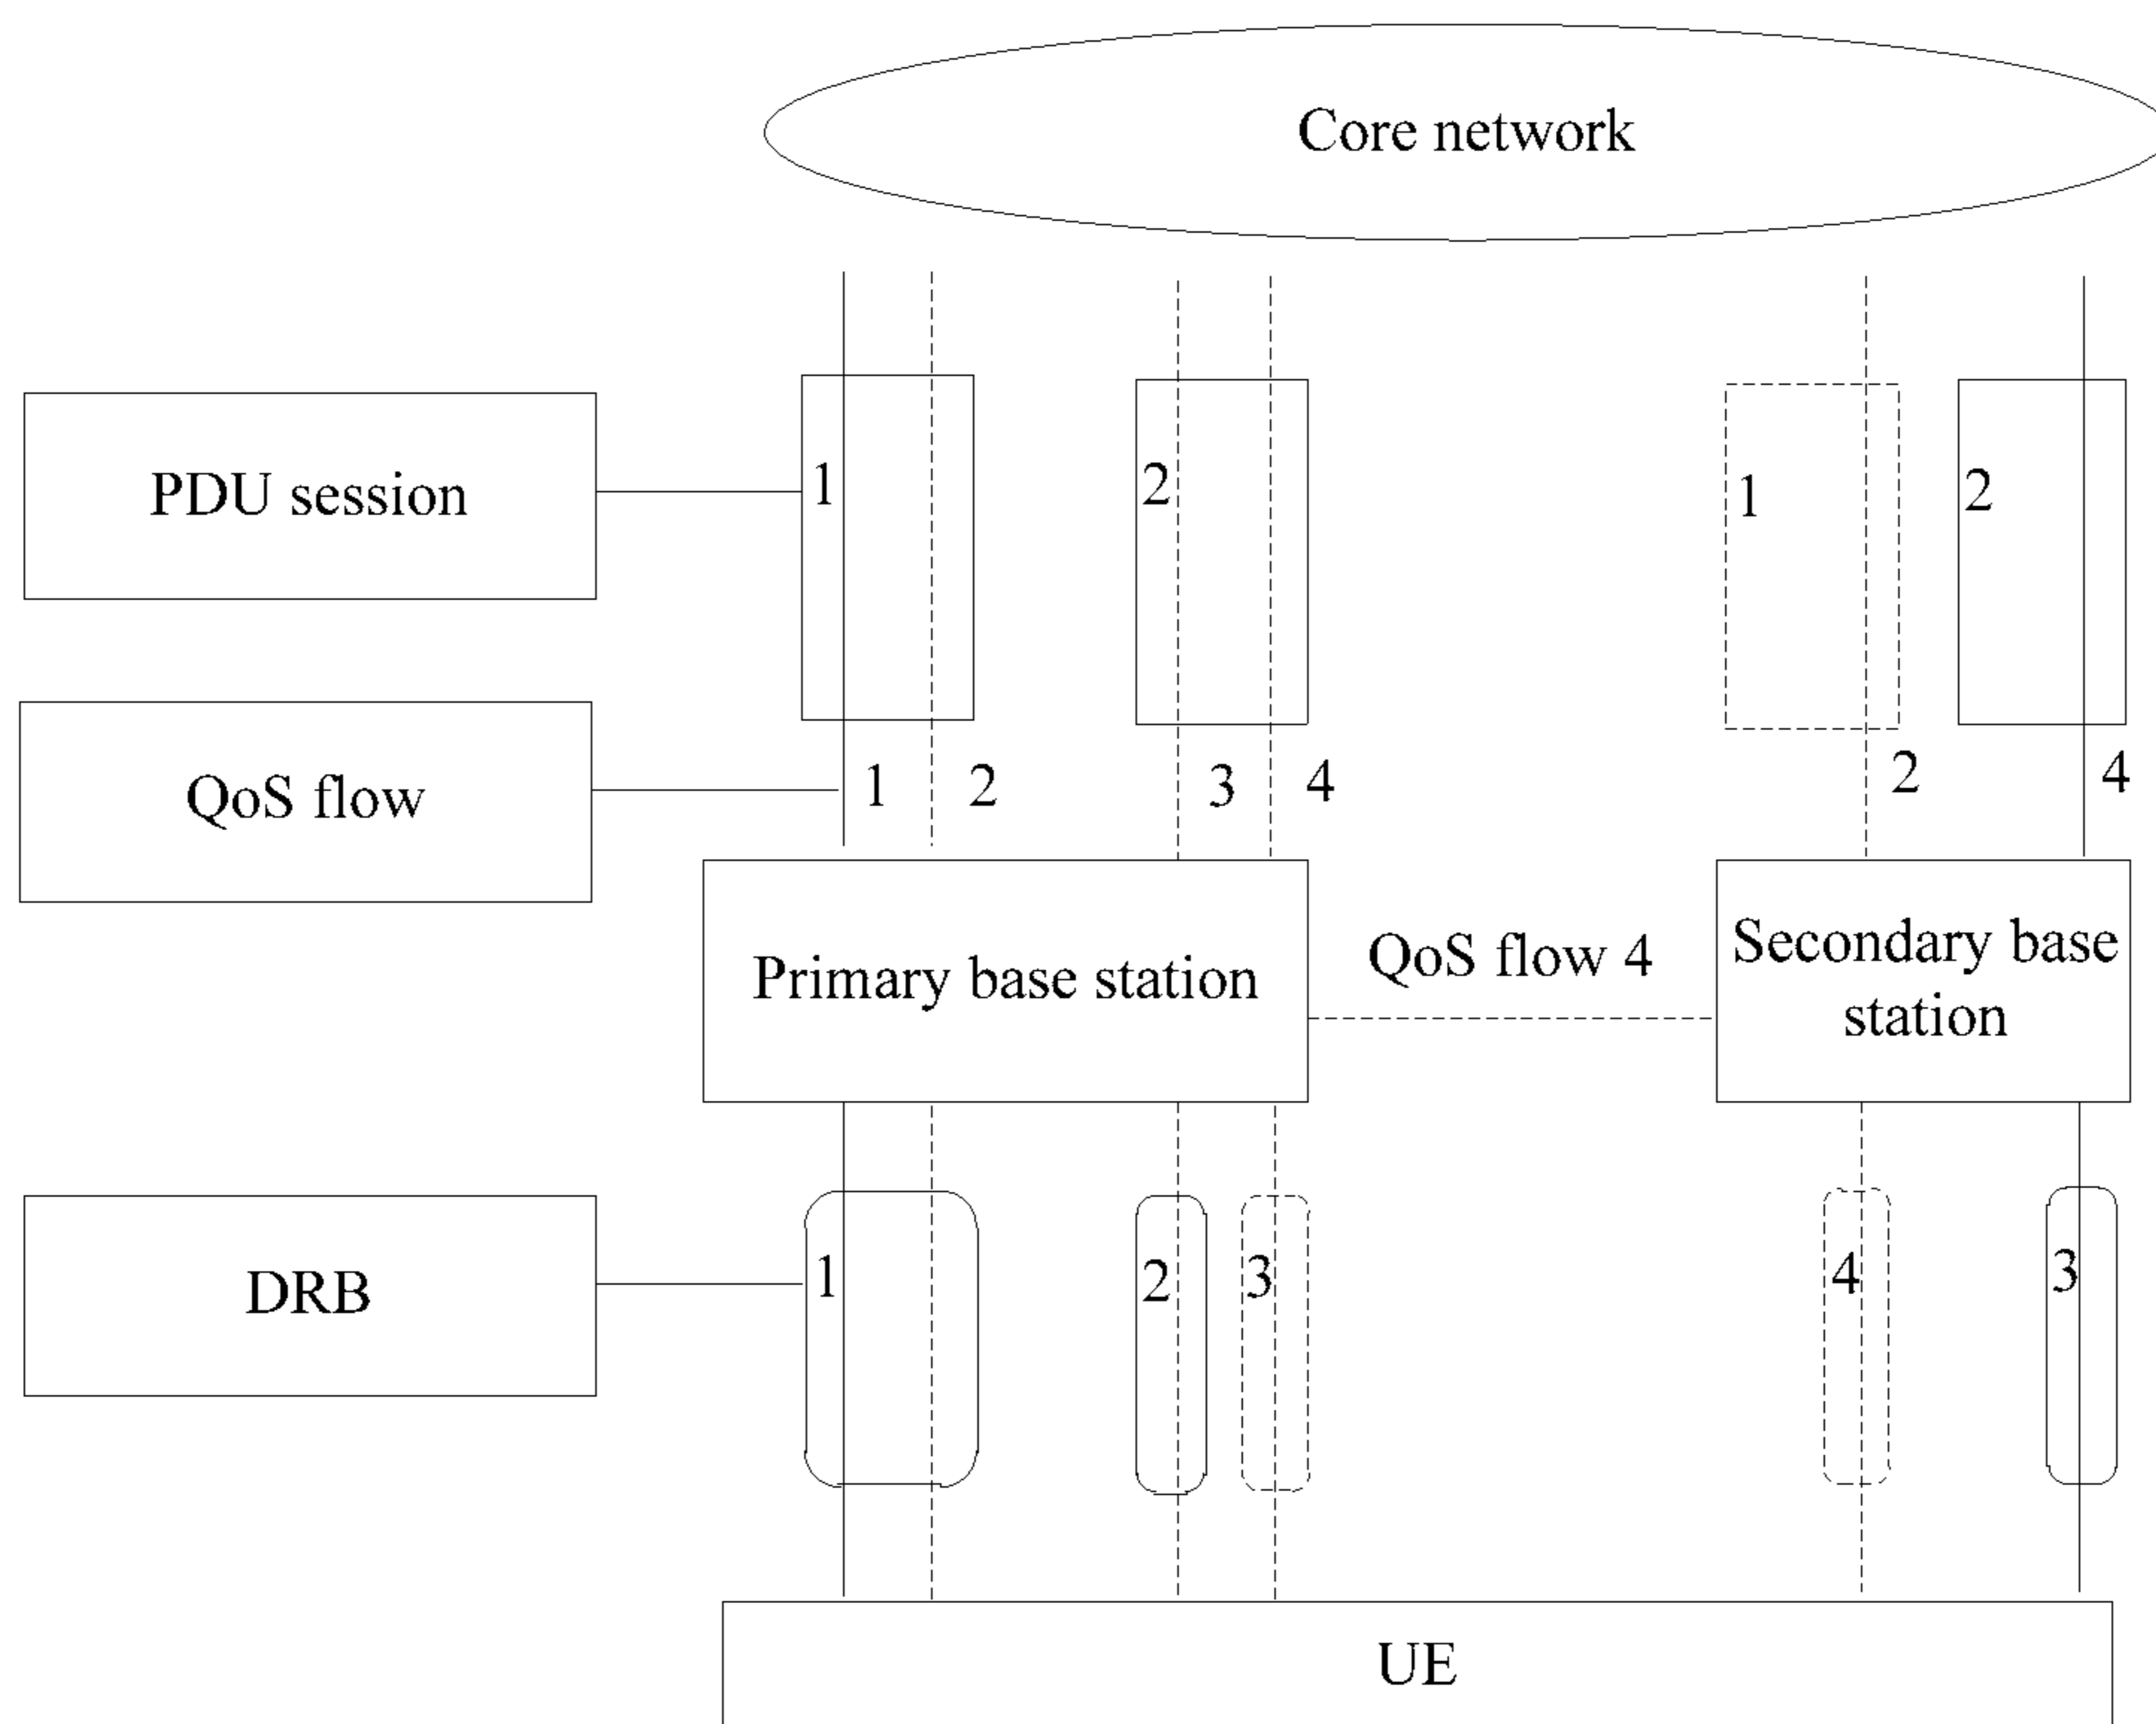 Core network
PDU session
1
2
1
2
QoS flow
1
2
3
4
2
4
Primary base station
QoS flow 4
Secondary base
station
DRB
1
2
3
4
3
UE